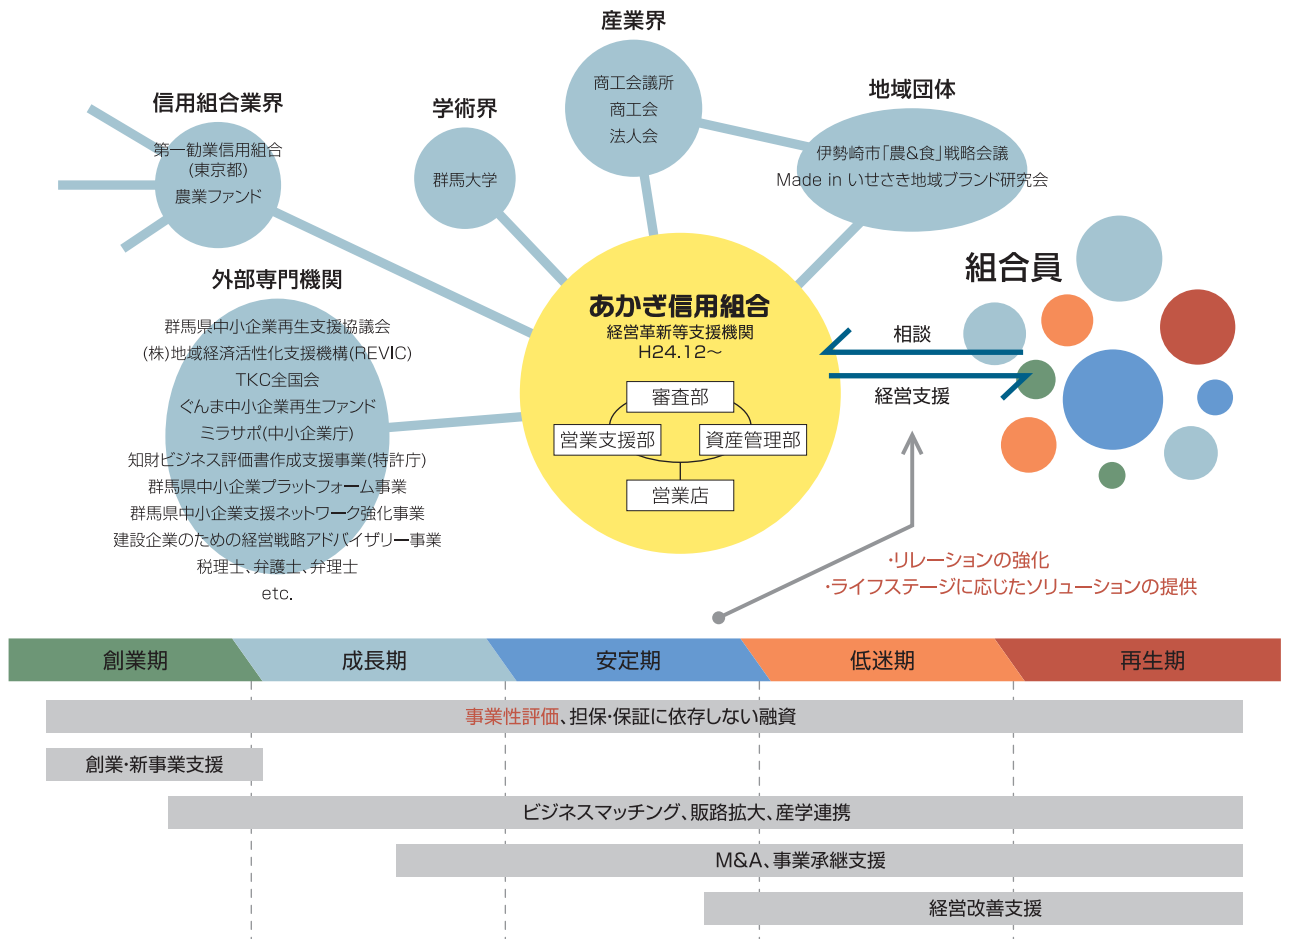 産業界
商工会議所
商工会
法人会
地域団体
伊勢崎市「農&食」戦略会議
Made in いせさき地域ブランド研究会
学術界
群馬大学
信用組合業界
第一勧業信用組合
(東京都)
農業ファンド
外部専門機関
群馬県中小企業再生支援協議会
(株)地域経済活性化支援機構(REVIC)
TKC全国会
ぐんま中小企業再生ファンド
ミラサポ(中小企業庁)
知財ビジネス評価書作成支援事業(特許庁)
群馬県中小企業プラットフォーム事業
群馬県中小企業支援ネットワーク強化事業
建設企業のための経営戦略アドバイザリー事業
税理士、弁護士、弁理士
etc.
あかぎ信用組合
経営革新等支援機関
H24.12～
審査部
営業支援部
資産管理部
営業店
組合員
相談
経営支援
・リレーションの強化
・ライフステージに応じたソリューションの提供
創業期
成長期
安定期
低迷期
再生期
事業性評価、担保・保証に依存しない融資
創業・新事業支援
ビジネスマッチング、販路拡大、産学連携
M&A、事業承継支援
経営改善支援